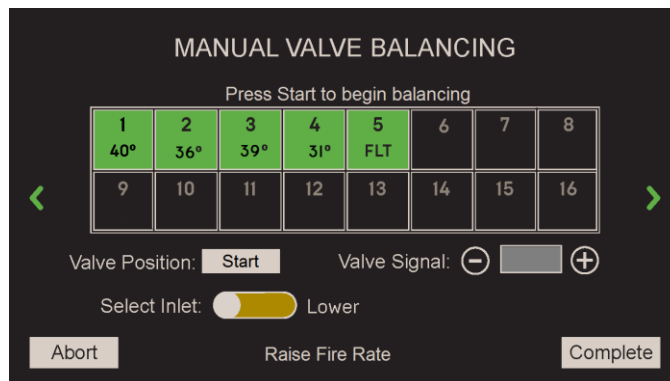 MANUAL VALVE BALANCING
Press Start to begin balancing
1 2 3 4 5 6 7 8
40° 36° 39° 31° FLT
9 10 11 12 13 14 15 16
Valve Position: Start Valve Signal: − +
Select Inlet: Lower
Abort Raise Fire Rate Complete